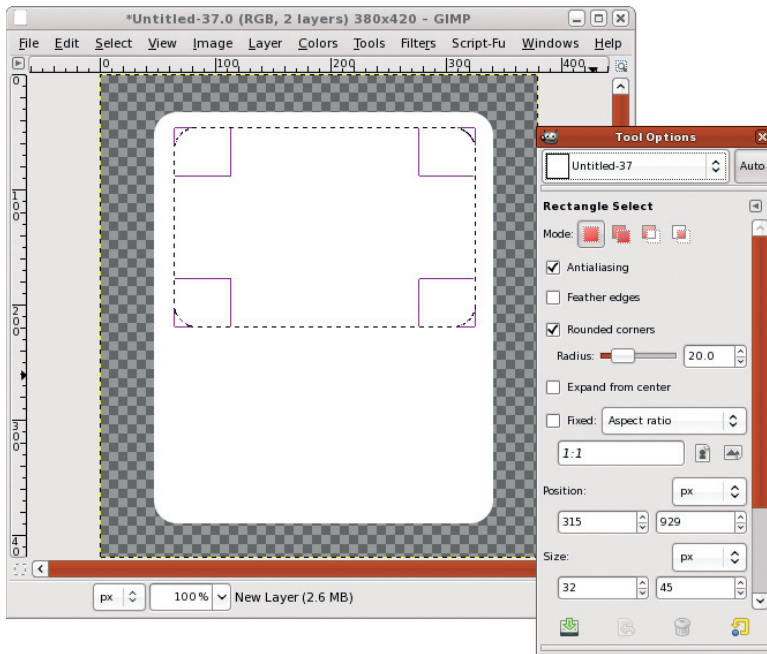 *Untitled-37.0 (RGB, 2 layers) 380x420 – GIMP
File Edit Select View Image Layer Colors Tools Filters Script-Fu Windows Help
0 100 200 300 400
0
100
200
300
40
px 100% New Layer (2.6 MB)
Tool Options
Untitled-37 Auto
Rectangle Select
Mode:
Antialiasing
Feather edges
Rounded corners
Radius: 20.0
Expand from center
Fixed: Aspect ratio
1:1
Position: px
315 929
Size: px
32 45